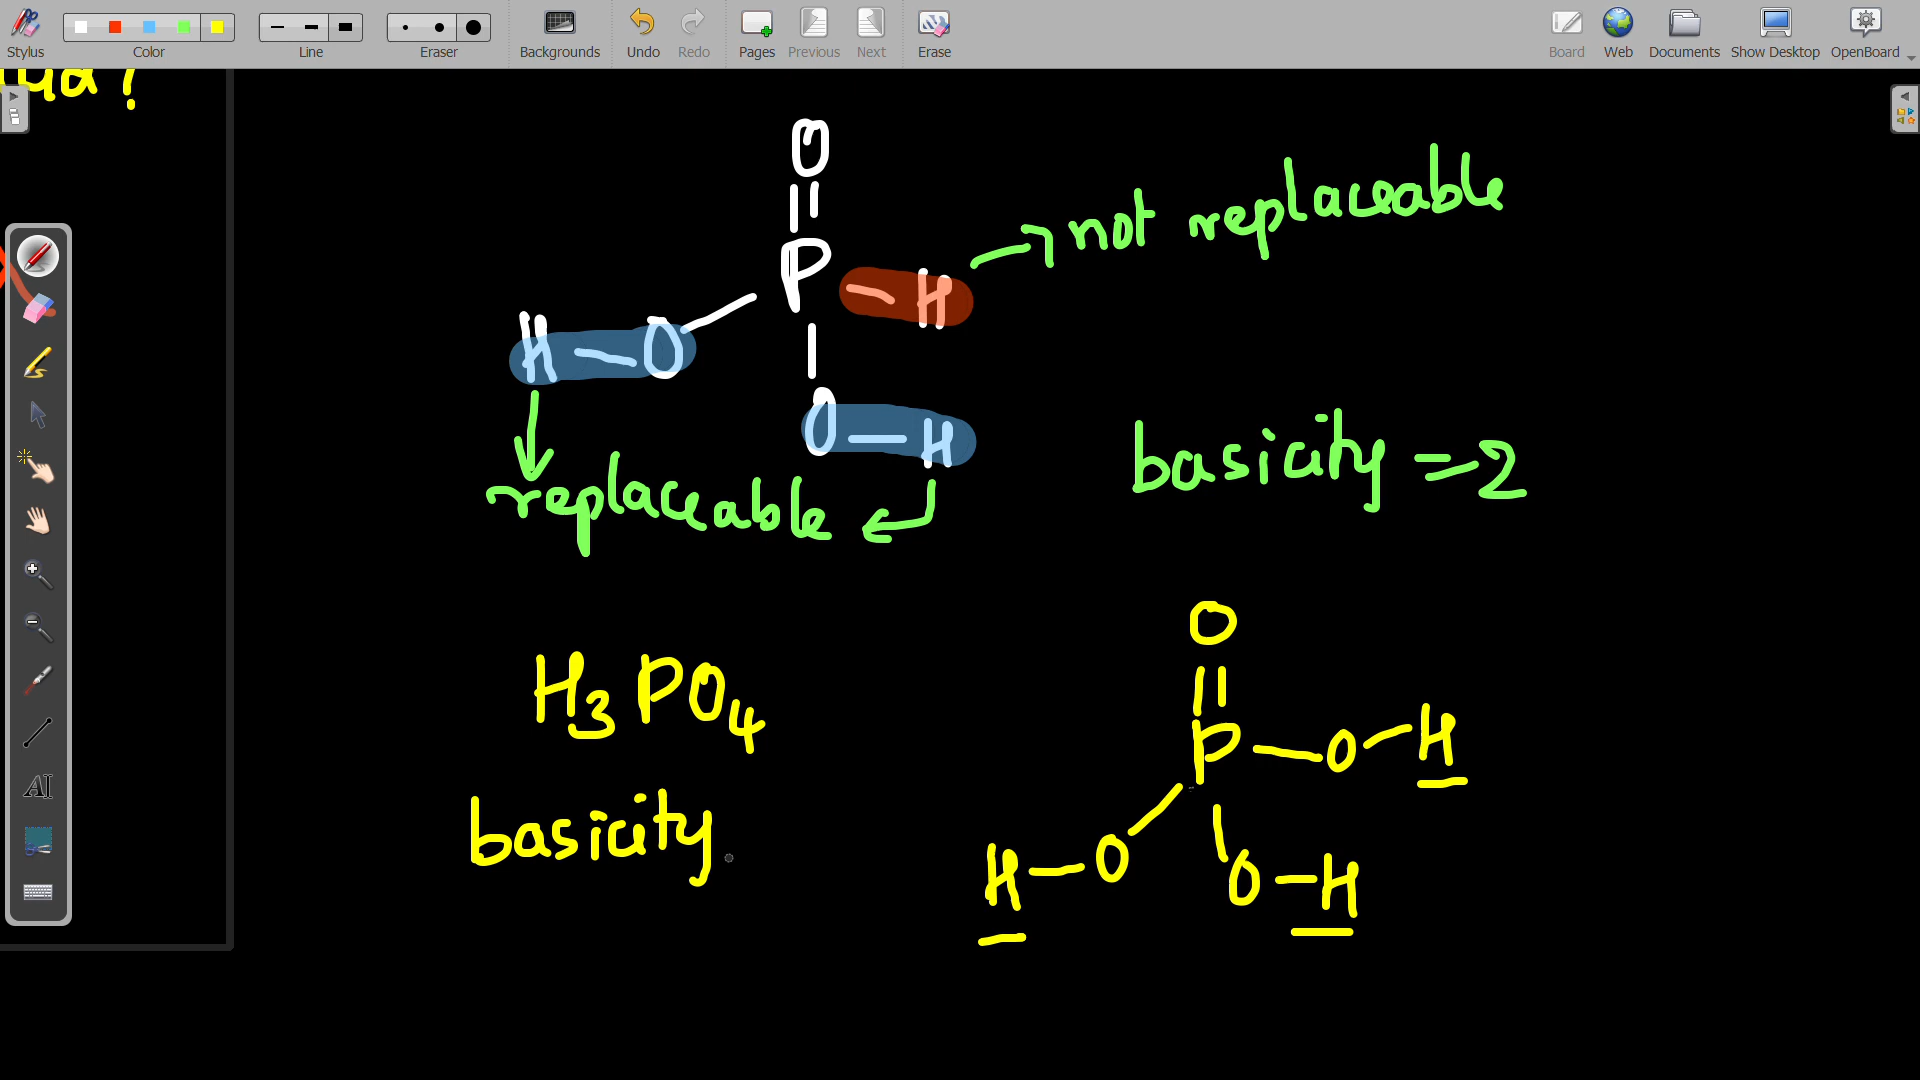 Stylus Color Line Eraser Backgrounds Undo Redo Pages Previous Next Erase Board Web Documents Show Desktop OpenBoard
O
P - H → not replaceable
H - O
O - H
replaceable
basicity = 2
H3PO4
O
P - O - H
basicity
H - O
O - H
AI